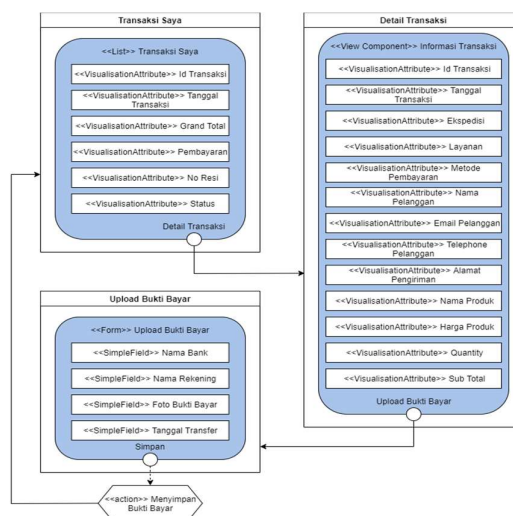 Transaksi Saya
<<List>> Transaksi Saya
<<VisualisationAttribute>> Id Transaksi
<<VisualisationAttribute>> Tanggal
Transaksi
<<VisualisationAttribute>> Grand Total
<<VisualisationAttribute>> Pembayaran
<<VisualisationAttribute>> No Resi
<<VisualisationAttribute>> Status
Detail Transaksi
Detail Transaksi
<<View Component>> Informasi Transaksi
<<VisualisationAttribute>> Id Transaksi
<<VisualisationAttribute>> Tanggal
Transaksi
<<VisualisationAttribute>> Ekspedisi
<<VisualisationAttribute>> Layanan
<<VisualisationAttribute>> Metode
Pembayaran
<<VisualisationAttribute>> Nama
Pelanggan
<<VisualisationAttribute>> Email Pelanggan
<<VisualisationAttribute>> Telephone
Pelanggan
<<VisualisationAttribute>> Alamat
Pengiriman
<<VisualisationAttribute>> Nama Produk
<<VisualisationAttribute>> Harga Produk
<<VisualisationAttribute>> Quantity
<<VisualisationAttribute>> Sub Total
Upload Bukti Bayar
Upload Bukti Bayar
<<Form>> Upload Bukti Bayar
<<SimpleField>> Nama Bank
<<SimpleField>> Nama Rekening
<<SimpleField>> Foto Bukti Bayar
<<SimpleField>> Tanggal Transfer
Simpan
<<action>> Menyimpan
Bukti Bayar